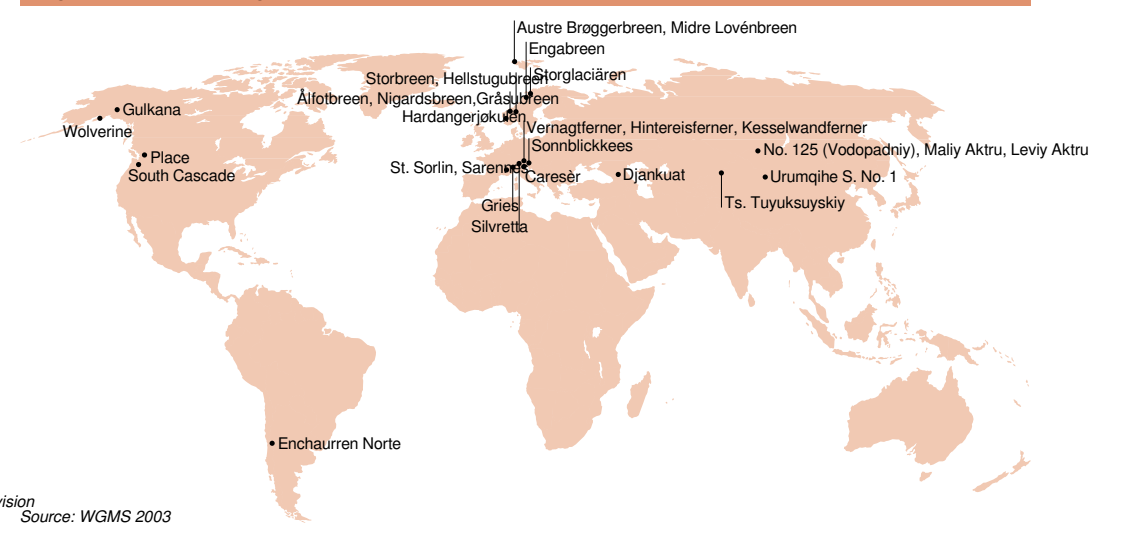 Austre Brøggerbreen, Midre Lovénbreen
Engabreen
Storglaciären
Storbreen, Hellstugubreen
Ålfotbreen, Nigardsbreen,Gråsubreen
Hardangerjøkulen
Gulkana
Wolverine
Vernagtferner, Hintereisferner, Kesselwandferner
Sonnblickkees
Place
South Cascade
No. 125 (Vodopadniy), Maliy Aktru, Leviy Aktru
St. Sorlin, Sarennes
Caresèr
Djankuat
Urumqihe S. No. 1
Gries
Ts. Tuyuksuyskiy
Silvretta
Enchaurren Norte
Source: WGMS 2003